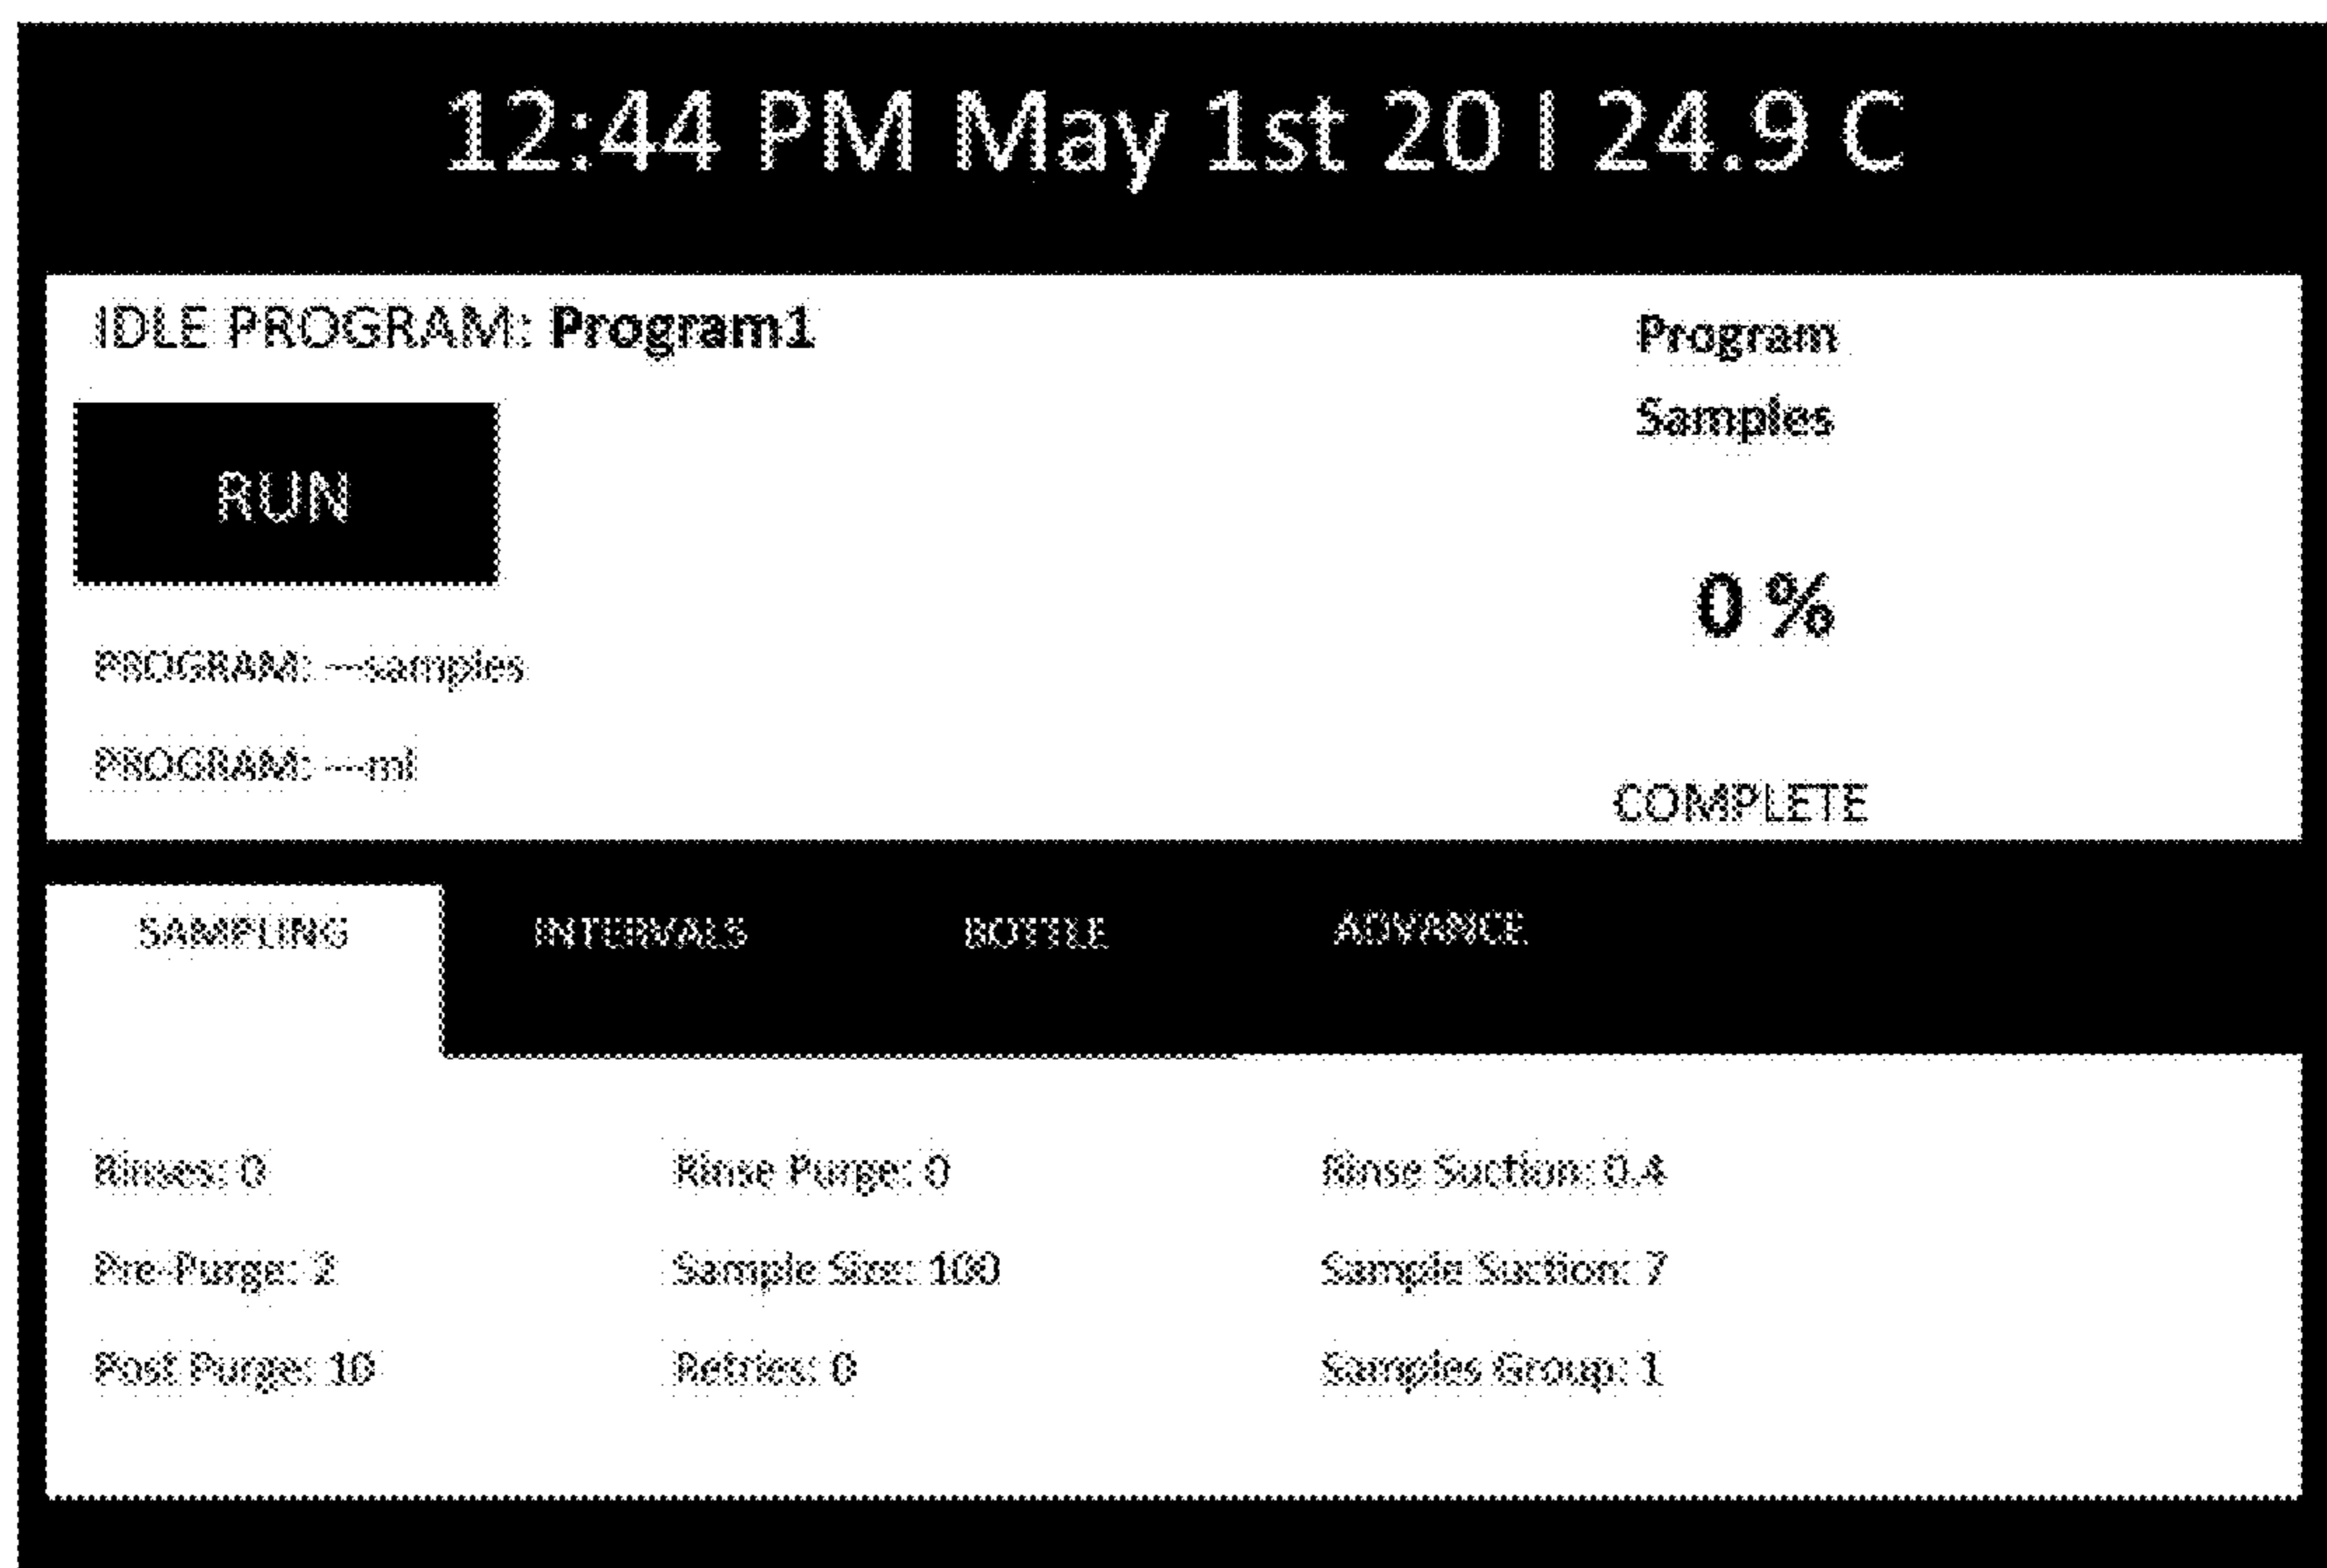 12:44 PM May 1st 20 | 24.9 C
IDLE PROGRAM: Program1
Program
Samples
RUN
0 %
PROGRAM: ---samples
PROGRAM: ---ml
COMPLETE
SAMPLING INTERVALS BOTTLE ADVANCE
Rinses: 0 Rinse Purge: 0 Rinse Suction: 0.4
Pre-Purge: 2 Sample Size: 100 Sample Suction: 7
Post Purge: 10 Retries: 0 Samples Group: 1